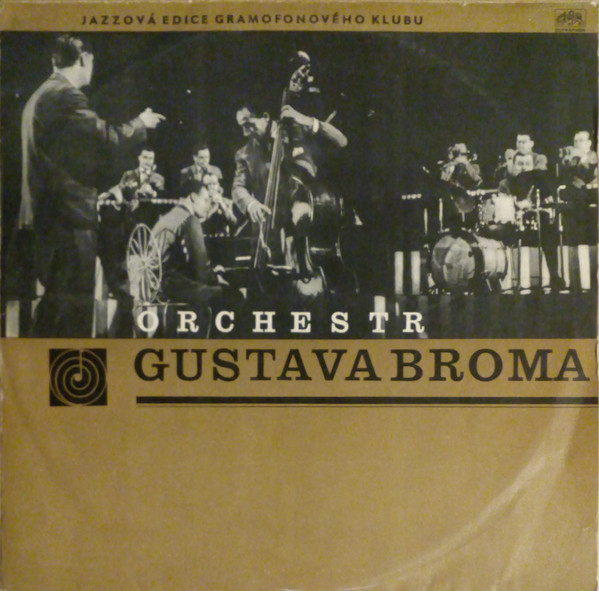 JAZZOVÁ EDICE GRAMOFONOVÉHO KLUBU
ORCHESTR
GUSTAVA BROMA